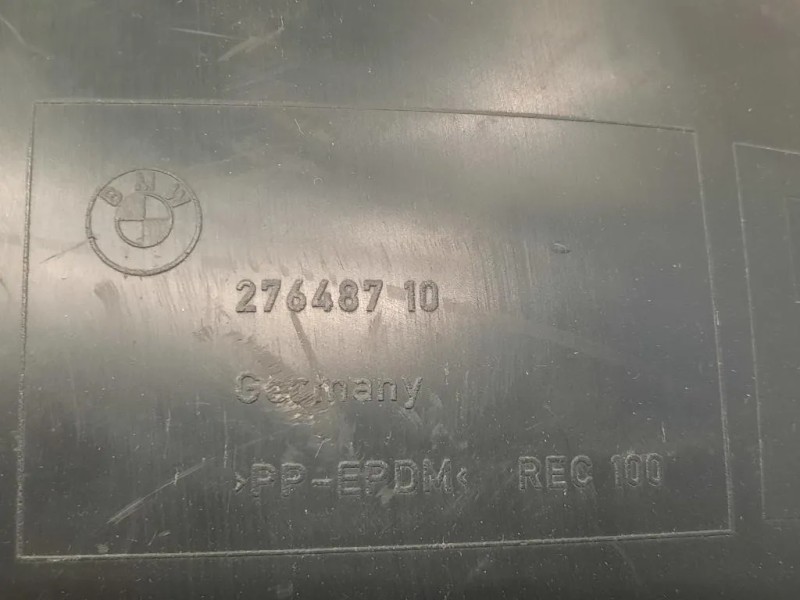 BMW
276487 10
Germany
>PP-EPDM< REC 100